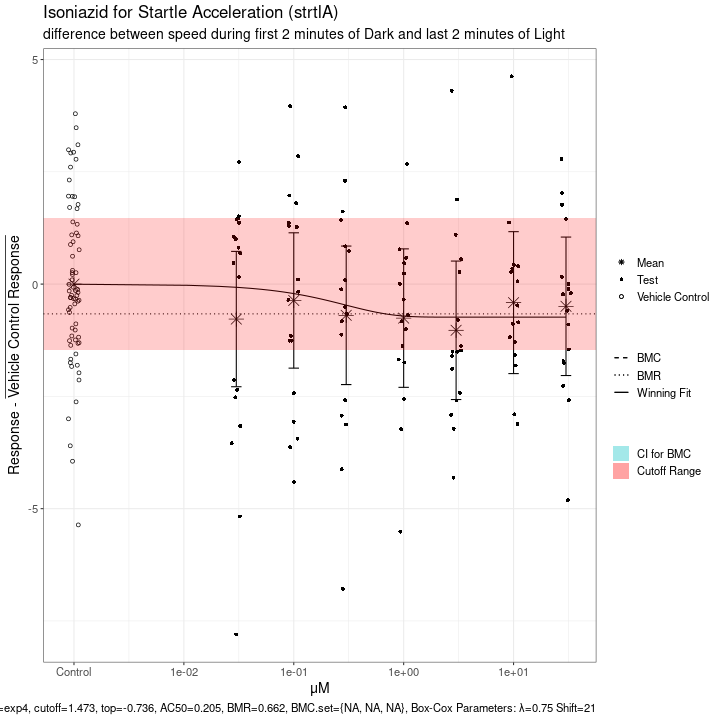 Isoniazid for Startle Acceleration (strtlA)
difference between speed during first 2 minutes of Dark and last 2 minutes of Light
Response - Vehicle Control Response
5
0
-5
Control
1e-02
1e-01
1e+00
1e+01
μM
Mean
Test
Vehicle Control
BMC
BMR
Winning Fit
CI for BMC
Cutoff Range
=exp4, cutoff=1.473, top=-0.736, AC50=0.205, BMR=0.662, BMC.set={NA, NA, NA}, Box-Cox Parameters: λ=0.75 Shift=21